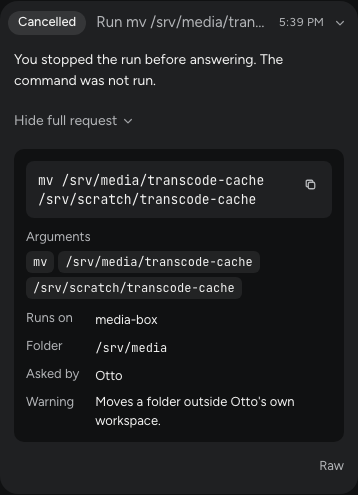 Cancelled Run mv /srv/media/tran... 5:39 PM
You stopped the run before answering. The
command was not run.
Hide full request
mv /srv/media/transcode-cache
/srv/scratch/transcode-cache
Arguments
mv /srv/media/transcode-cache
/srv/scratch/transcode-cache
Runs on media-box
Folder /srv/media
Asked by Otto
Warning Moves a folder outside Otto's own
workspace.
Raw